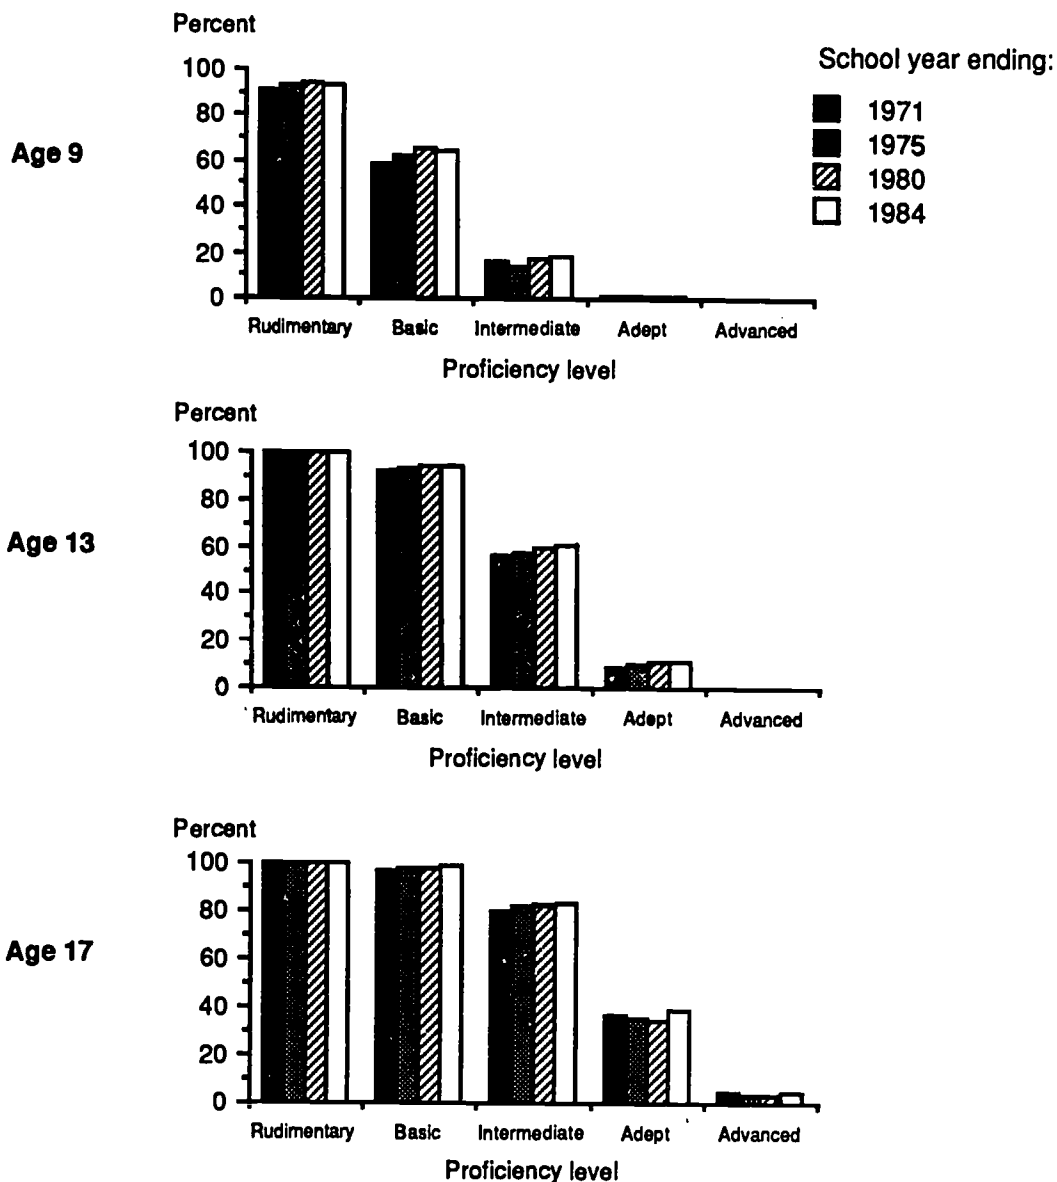 Percent
School year ending:
1971
1975
1980
1984
Age 9
100
80
60
40
20
0
Rudimentary Basic Intermediate Adept Advanced
Proficiency level
Percent
Age 13
100
80
60
40
20
0
Rudimentary Basic Intermediate Adept Advanced
Proficiency level
Percent
Age 17
100
80
60
40
20
0
Rudimentary Basic Intermediate Adept Advanced
Proficiency level